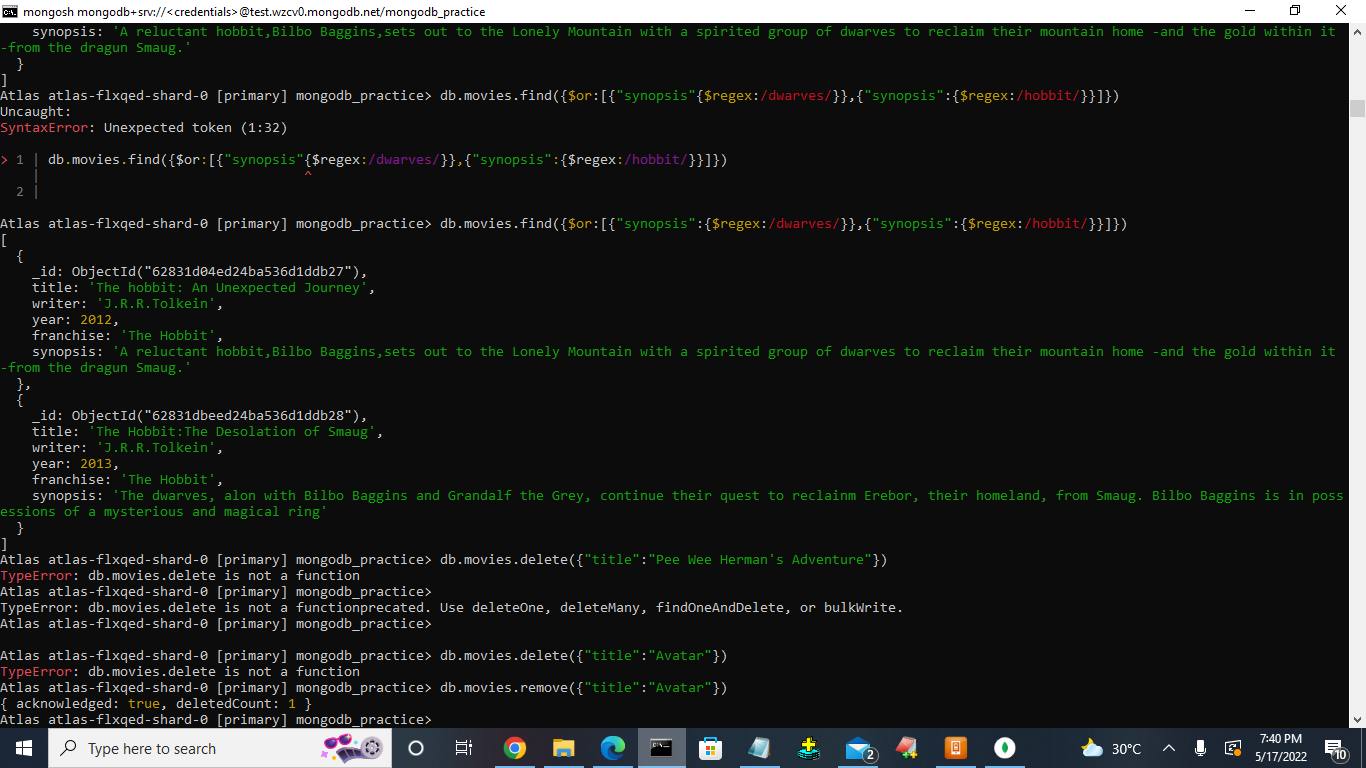 mongosh mongodb+srv://<credentials>@test.wzcv0.mongodb.net/mongodb_practice
synopsis: 'A reluctant hobbit,Bilbo Baggins,sets out to the Lonely Mountain with a spirited group of dwarves to reclaim their mountain home -and the gold within it
-from the dragun Smaug.'
}
]
Atlas atlas-flxqed-shard-0 [primary] mongodb_practice> db.movies.find({$or:[{"synopsis"{$regex:/dwarves/}},{"synopsis":{$regex:/hobbit/}}]})
Uncaught:
SyntaxError: Unexpected token (1:32)
> 1 | db.movies.find({$or:[{"synopsis"{$regex:/dwarves/}},{"synopsis":{$regex:/hobbit/}}]})
| ^
2 |
Atlas atlas-flxqed-shard-0 [primary] mongodb_practice> db.movies.find({$or:[{"synopsis":{$regex:/dwarves/}},{"synopsis":{$regex:/hobbit/}}]})
[
{
_id: ObjectId("62831d04ed24ba536d1ddb27"),
title: 'The hobbit: An Unexpected Journey',
writer: 'J.R.R.Tolkein',
year: 2012,
franchise: 'The Hobbit',
synopsis: 'A reluctant hobbit,Bilbo Baggins,sets out to the Lonely Mountain with a spirited group of dwarves to reclaim their mountain home -and the gold within it
-from the dragun Smaug.'
},
{
_id: ObjectId("62831dbeed24ba536d1ddb28"),
title: 'The Hobbit:The Desolation of Smaug',
writer: 'J.R.R.Tolkein',
year: 2013,
franchise: 'The Hobbit',
synopsis: 'The dwarves, alon with Bilbo Baggins and Grandalf the Grey, continue their quest to reclainm Erebor, their homeland, from Smaug. Bilbo Baggins is in poss
essions of a mysterious and magical ring'
}
]
Atlas atlas-flxqed-shard-0 [primary] mongodb_practice> db.movies.delete({"title":"Pee Wee Herman's Adventure"})
TypeError: db.movies.delete is not a function
Atlas atlas-flxqed-shard-0 [primary] mongodb_practice>
TypeError: db.movies.delete is not a functionprecated. Use deleteOne, deleteMany, findOneAndDelete, or bulkWrite.
Atlas atlas-flxqed-shard-0 [primary] mongodb_practice>
Atlas atlas-flxqed-shard-0 [primary] mongodb_practice> db.movies.delete({"title":"Avatar"})
TypeError: db.movies.delete is not a function
Atlas atlas-flxqed-shard-0 [primary] mongodb_practice> db.movies.remove({"title":"Avatar"})
{ acknowledged: true, deletedCount: 1 }
Atlas atlas-flxqed-shard-0 [primary] mongodb_practice>
Type here to search
2
30°C
7:40 PM
5/17/2022
10